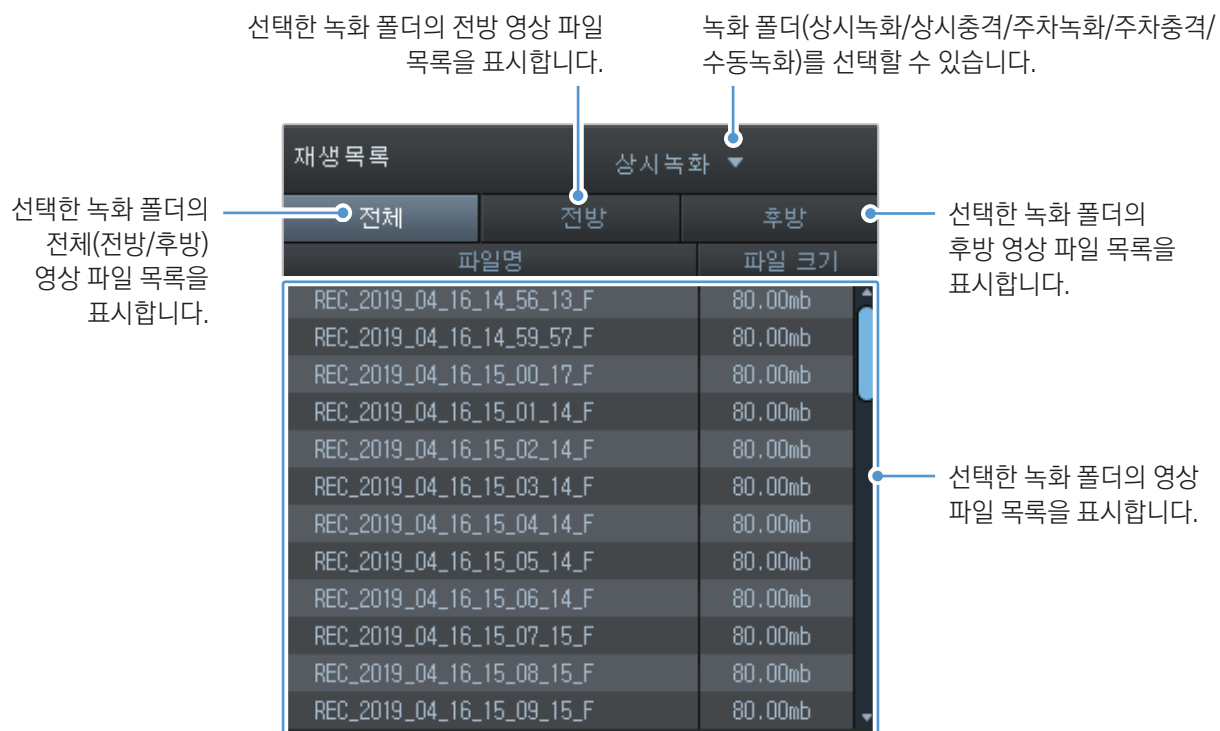 선택한 녹화 폴더의 전방 영상 파일
목록을 표시합니다.
녹화 폴더(상시녹화/상시충격/주차녹화/주차충격/
수동녹화)를 선택할 수 있습니다.
재생목록 상시녹화 ▼
선택한 녹화 폴더의
전체(전방/후방)
영상 파일 목록을
표시합니다.
전체 전방 후방
선택한 녹화 폴더의
후방 영상 파일 목록을
표시합니다.
파일명 파일 크기
REC_2019_04_16_14_56_13_F 80.00mb
REC_2019_04_16_14_59_57_F 80.00mb
REC_2019_04_16_15_00_17_F 80.00mb
REC_2019_04_16_15_01_14_F 80.00mb
REC_2019_04_16_15_02_14_F 80.00mb
REC_2019_04_16_15_03_14_F 80.00mb
REC_2019_04_16_15_04_14_F 80.00mb
REC_2019_04_16_15_05_14_F 80.00mb
REC_2019_04_16_15_06_14_F 80.00mb
REC_2019_04_16_15_07_15_F 80.00mb
REC_2019_04_16_15_08_15_F 80.00mb
REC_2019_04_16_15_09_15_F 80.00mb
선택한 녹화 폴더의 영상
파일 목록을 표시합니다.